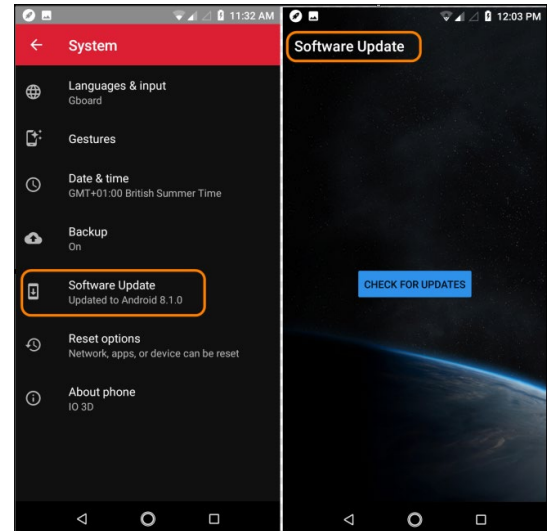 11:32 AM
System
Languages & input
Gboard
Gestures
Date & time
GMT+01:00 British Summer Time
Backup
On
Software Update
Updated to Android 8.1.0
Reset options
Network, apps, or device can be reset
About phone
IO 3D
12:03 PM
Software Update
CHECK FOR UPDATES